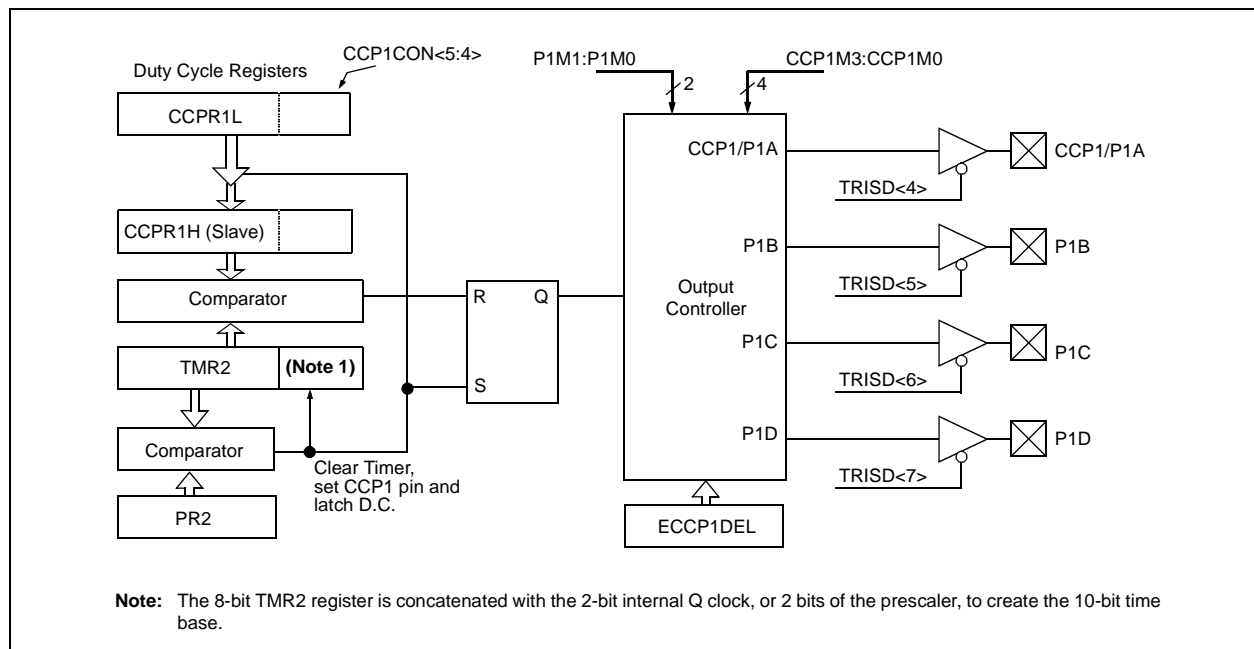 CCP1CON<5:4>
Duty Cycle Registers
CCPR1L
CCPR1H (Slave)
Comparator
TMR2
(Note 1)
Comparator
PR2
Clear Timer,
set CCP1 pin and
latch D.C.
R
Q
S
P1M1:P1M0
2
CCP1M3:CCP1M0
4
Output
Controller
CCP1/P1A
P1B
P1C
P1D
ECCP1DEL
TRISD<4>
CCP1/P1A
TRISD<5>
P1B
TRISD<6>
P1C
TRISD<7>
P1D
Note: The 8-bit TMR2 register is concatenated with the 2-bit internal Q clock, or 2 bits of the prescaler, to create the 10-bit time
base.